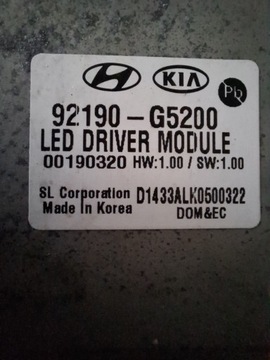 KIA
Pb
92190-G5200
LED DRIVER MODULE
00190320 HW:1.00 / SW:1.00
SL Corporation D1433ALK0500322
Made In Korea DOM&EC